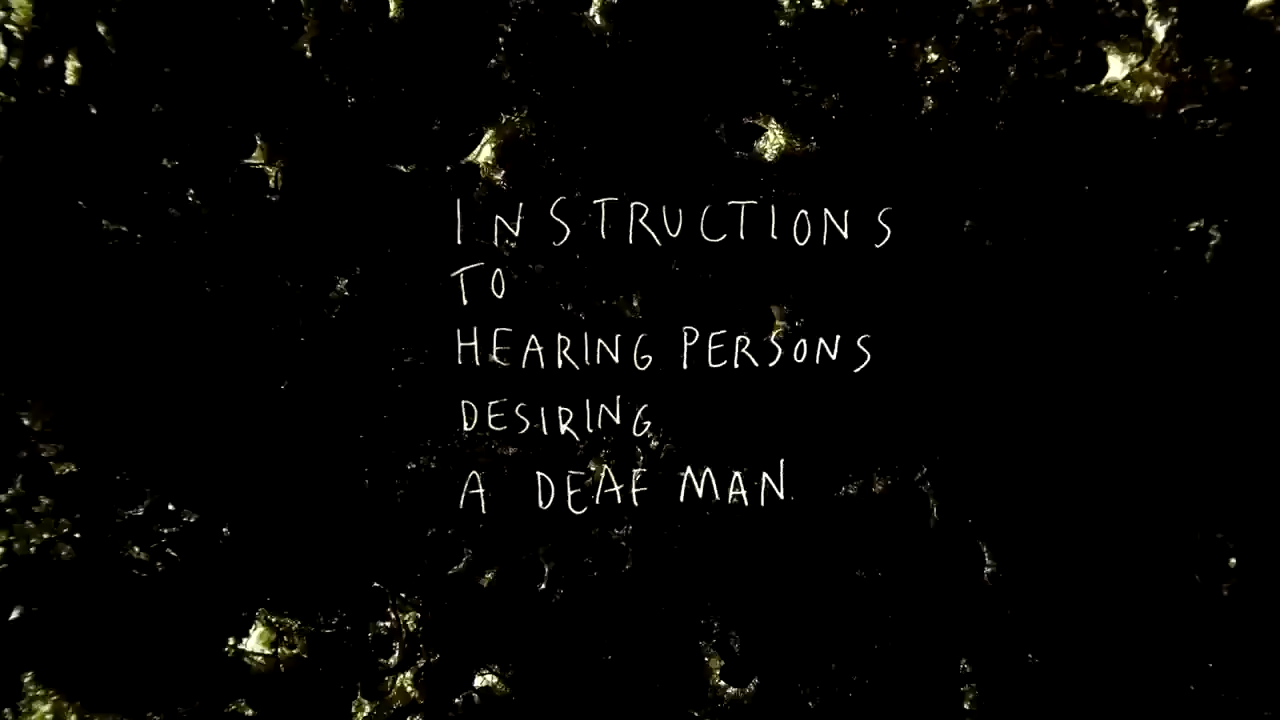 INSTRUCTIONS
TO
HEARING PERSONS
DESIRING
A DEAF MAN